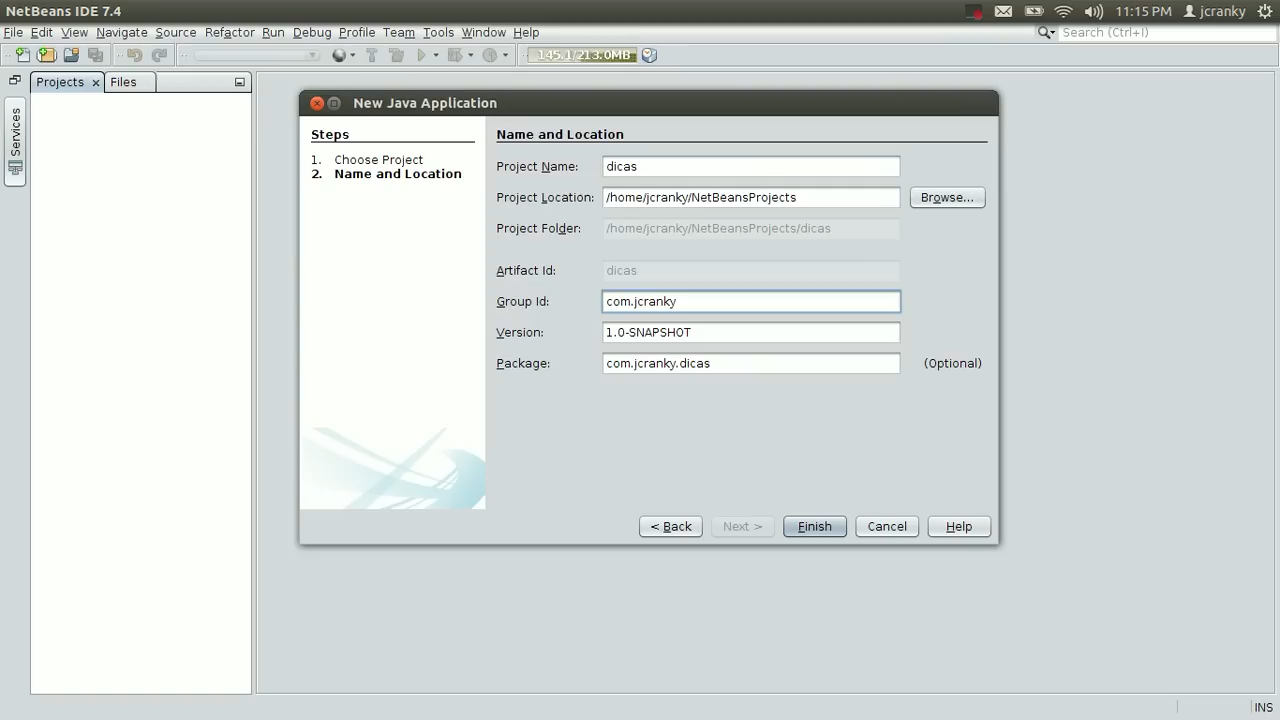 NetBeans IDE 7.4
11:15 PM
jcranky
File Edit View Navigate Source Refactor Run Debug Profile Team Tools Window Help
Search (Ctrl+I)
145.1/213.0MB
Projects
Files
Services
New Java Application
Steps
1. Choose Project
2. Name and Location
Name and Location
Project Name: dicas
Project Location: /home/jcranky/NetBeansProjects Browse...
Project Folder: /home/jcranky/NetBeansProjects/dicas
Artifact Id: dicas
Group Id: com.jcranky
Version: 1.0-SNAPSHOT
Package: com.jcranky.dicas (Optional)
< Back Next > Finish Cancel Help
INS